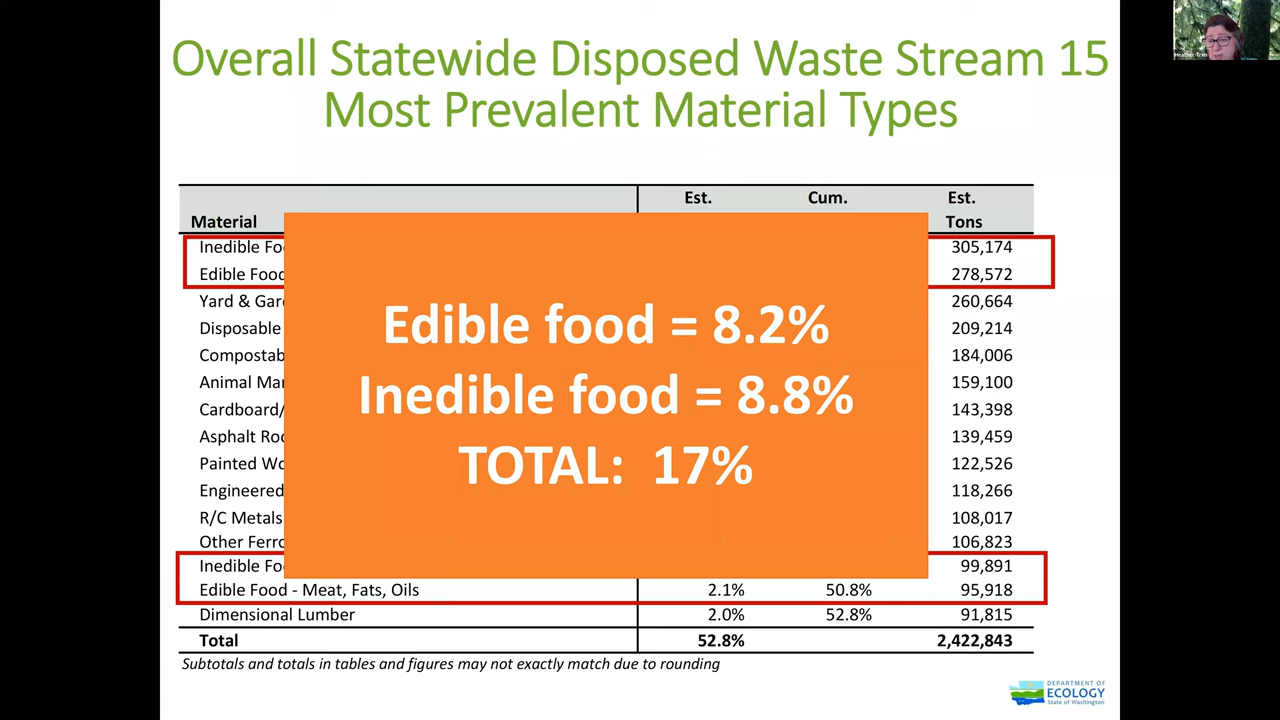 Overall Statewide Disposed Waste Stream 15
Most Prevalent Material Types
Heather Trim
Est. Cum. Est.
Material Tons
Inedible Fo 305,174
Edible Food 278,572
Yard & Gar 260,664
Disposable 209,214
Compostab 184,006
Animal Man 159,100
Cardboard/ 143,398
Asphalt Roo 139,459
Painted Wo 122,526
Engineered 118,266
R/C Metals 108,017
Other Ferro 106,823
Inedible Fo 99,891
Edible Food - Meat, Fats, Oils 2.1% 50.8% 95,918
Dimensional Lumber 2.0% 52.8% 91,815
Total 52.8% 2,422,843
Edible food = 8.2%
Inedible food = 8.8%
TOTAL: 17%
Subtotals and totals in tables and figures may not exactly match due to rounding
DEPARTMENT OF
ECOLOGY
State of Washington